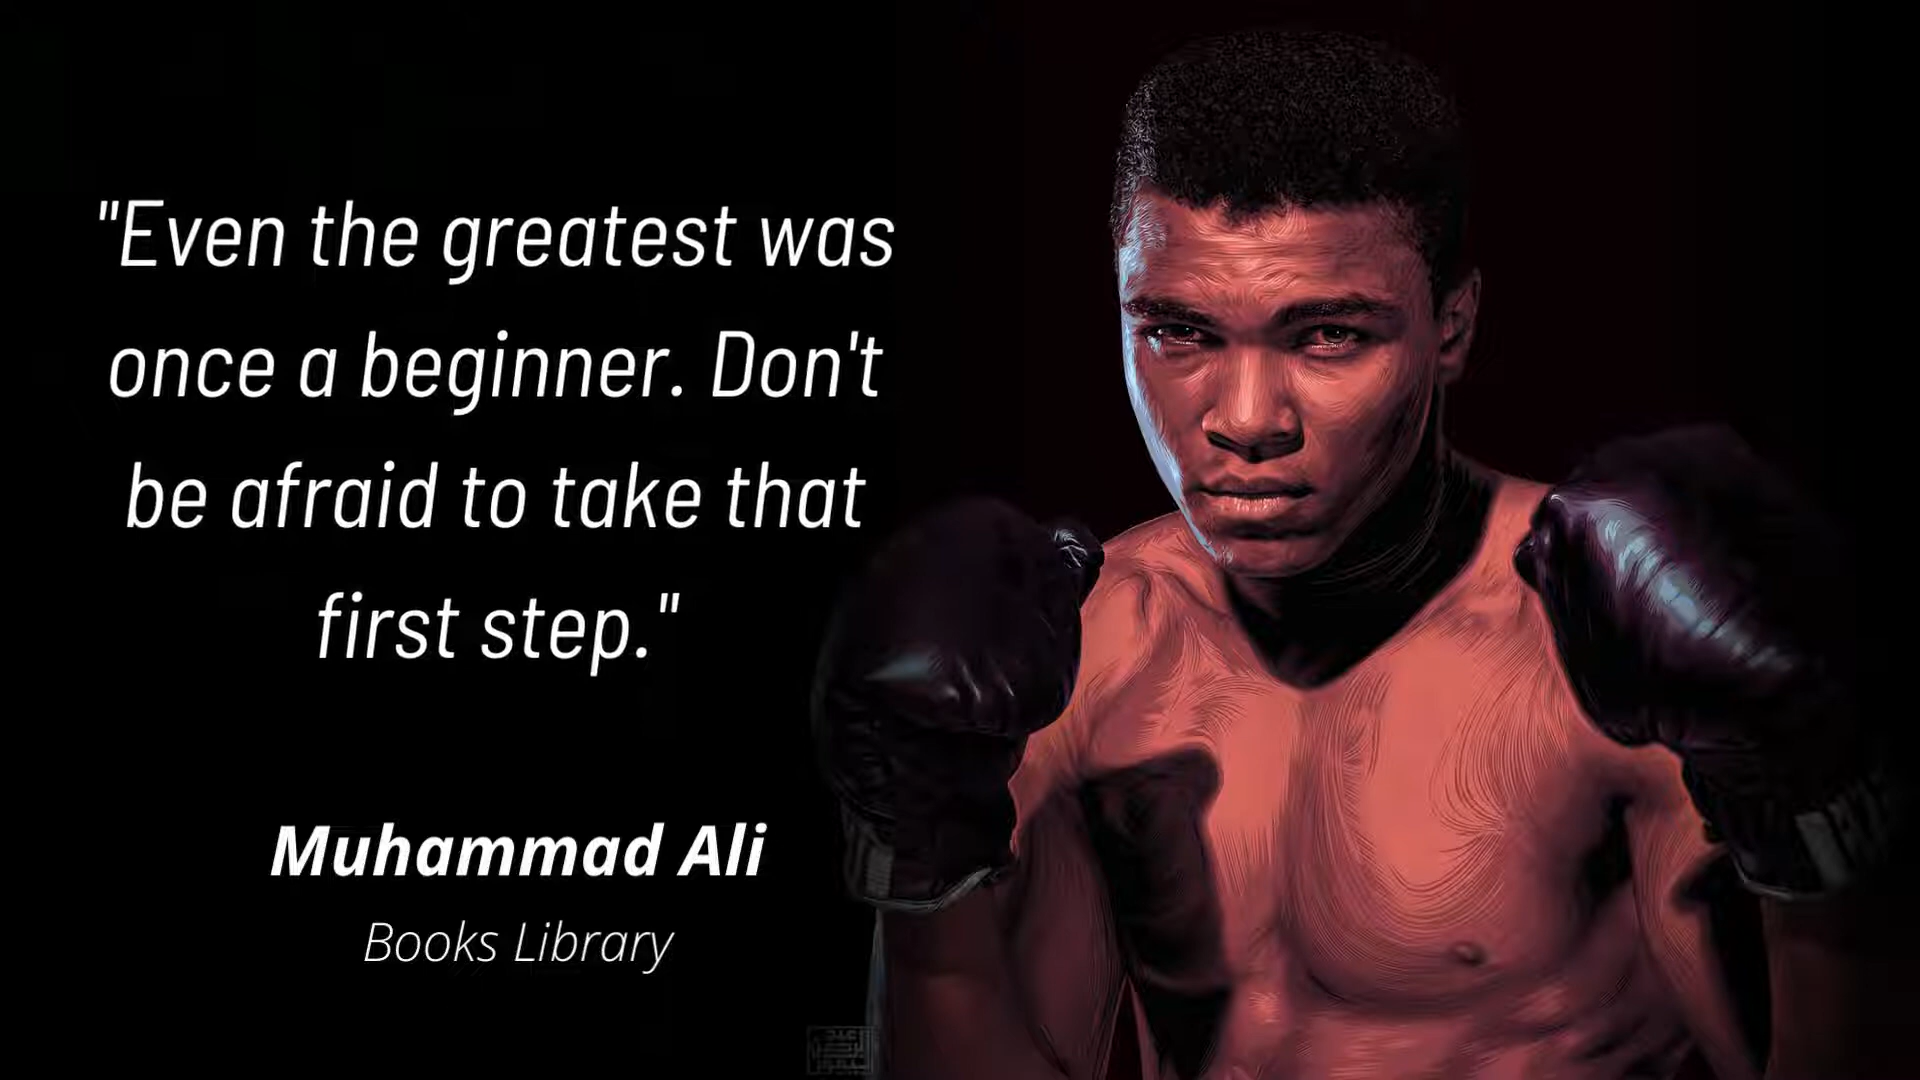 "Even the greatest was
once a beginner. Don't
be afraid to take that
first step."
Muhammad Ali
Books Library